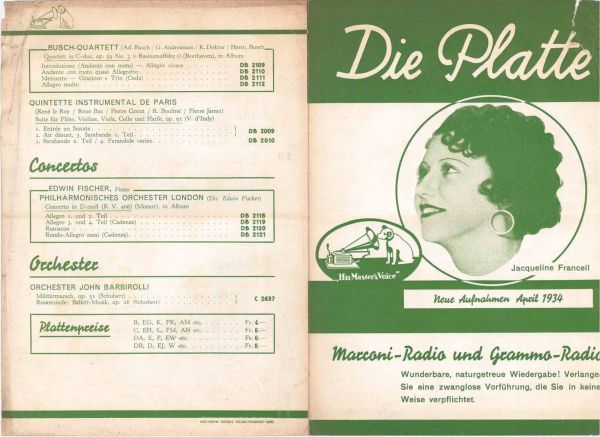 BUSCH-QUARTETT (Ad. Busch / G. Andreasson / K. Doktor / Herm. Busch)
Quartett in C-dur, op. 59 No. 3 (« Rasoumoffsky ») (Beethoven), in Album
Introduzione (Andante con moto) — Allegro vivace DB 2109
Andante con moto quasi Allegretto DB 2110
Menuetto — Grazioso e Trio (Coda) DB 2111
Allegro molto DB 2112
QUINTETTE INSTRUMENTAL DE PARIS
(René le Roy / René Bas / Pierre Grout / R. Boulme / Pierre Jamet)
Suite für Flöte, Violine, Viola, Cello und Harfe, op. 91 (V. d'Indy)
1. Entrée en Sonate
2. Air désuet, 3. Sarabande 1. Teil DB 2009
3. Sarabande 2. Teil / 4. Farandole variée DB 2010
Concertos
EDWIN FISCHER, Piano
PHILHARMONISCHES ORCHESTER LONDON (Dir. Edwin Fischer)
Concerto in D-moll (K. V. 466) (Mozart), in Album
Allegro 1. und 2. Teil DB 2118
Allegro 3. und 4. Teil (Cadenza) DB 2119
Romanze DB 2120
Rondo-Allegro assai (Cadenza) DB 2121
Orchester
ORCHESTER JOHN BARBIROLLI
Militärmarsch, op. 51 (Schubert)
Rosamunde: Ballett-Musik, op. 26 (Schubert) C 2637
Plattenpreise
B, EG, K, FK, AM etc. Fr. 4.—
C, EH, L, FM, AN etc. Fr. 6.—
DA, E, P, EW etc. Fr. 6.—
DB, D, EJ, W etc. Fr. 8.—
Die Platte
„His Master's Voice"
Jacqueline Francell
Neue Aufnahmen April 1934
Marconi-Radio und Grammo-Radio
Wunderbare, naturgetreue Wiedergabe! Verlangen
Sie eine zwanglose Vorführung, die Sie in keiner
Weise verpflichtet.